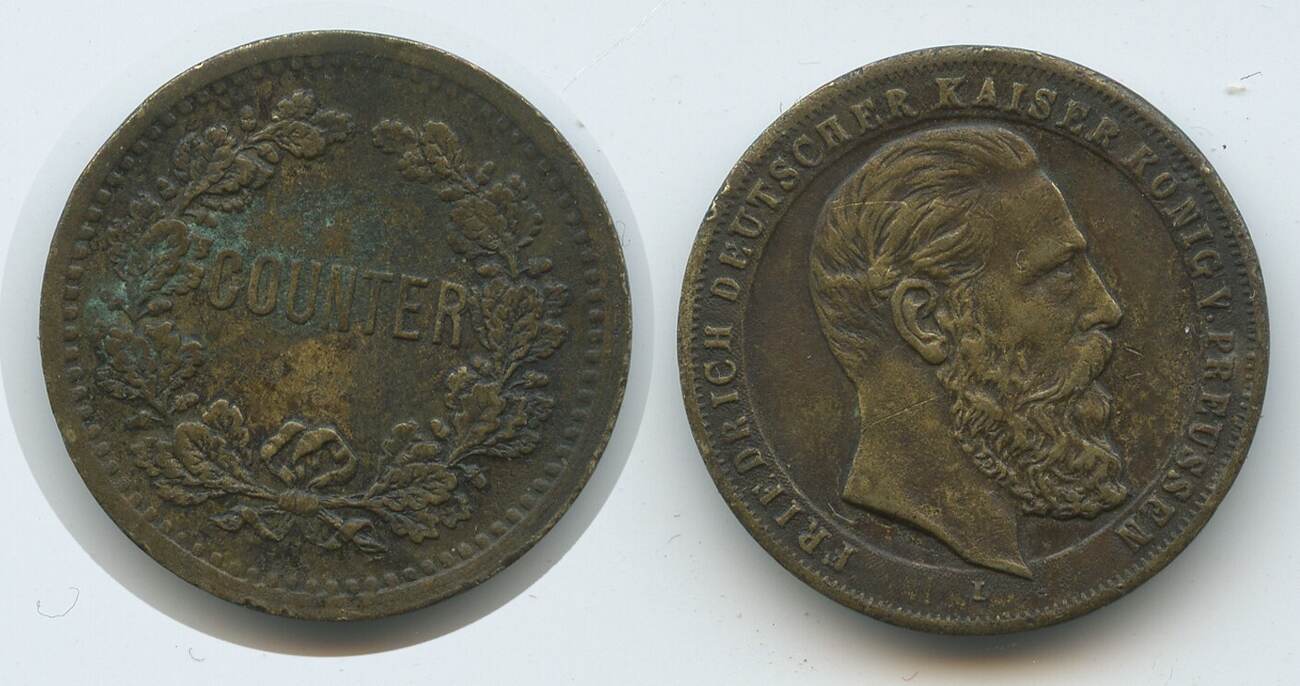 COUNTER
FRIEDRICH DEUTSCHER KAISER KÖNIG V. PREUSSEN
I